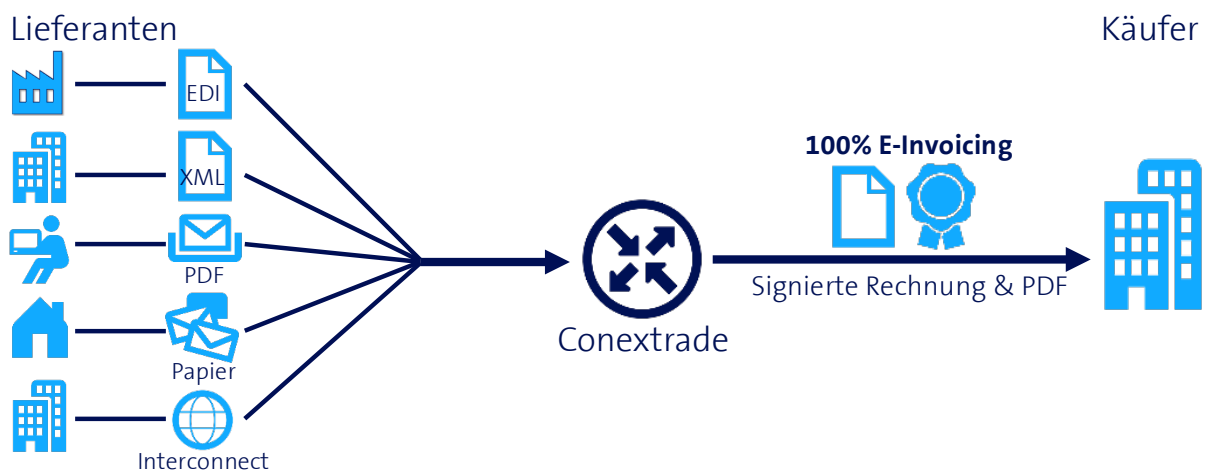 Lieferanten
Käufer
EDI
XML
PDF
Papier
Interconnect
Conextrade
100% E-Invoicing
Signierte Rechnung & PDF